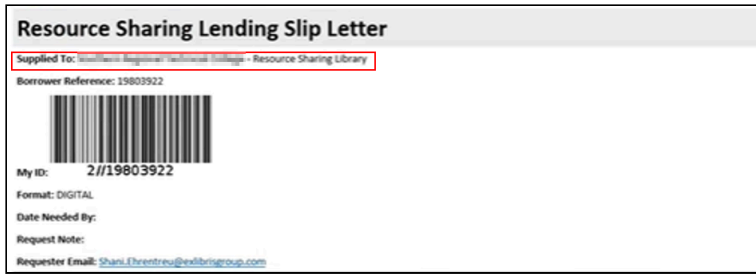 Resource Sharing Lending Slip Letter
Supplied To: - Resource Sharing Library
Borrower Reference: 19803922
2//19803922
My ID:
Format: DIGITAL
Date Needed By:
Request Note:
Requester Email: Shani.Ehrentreu@exlibrisgroup.com